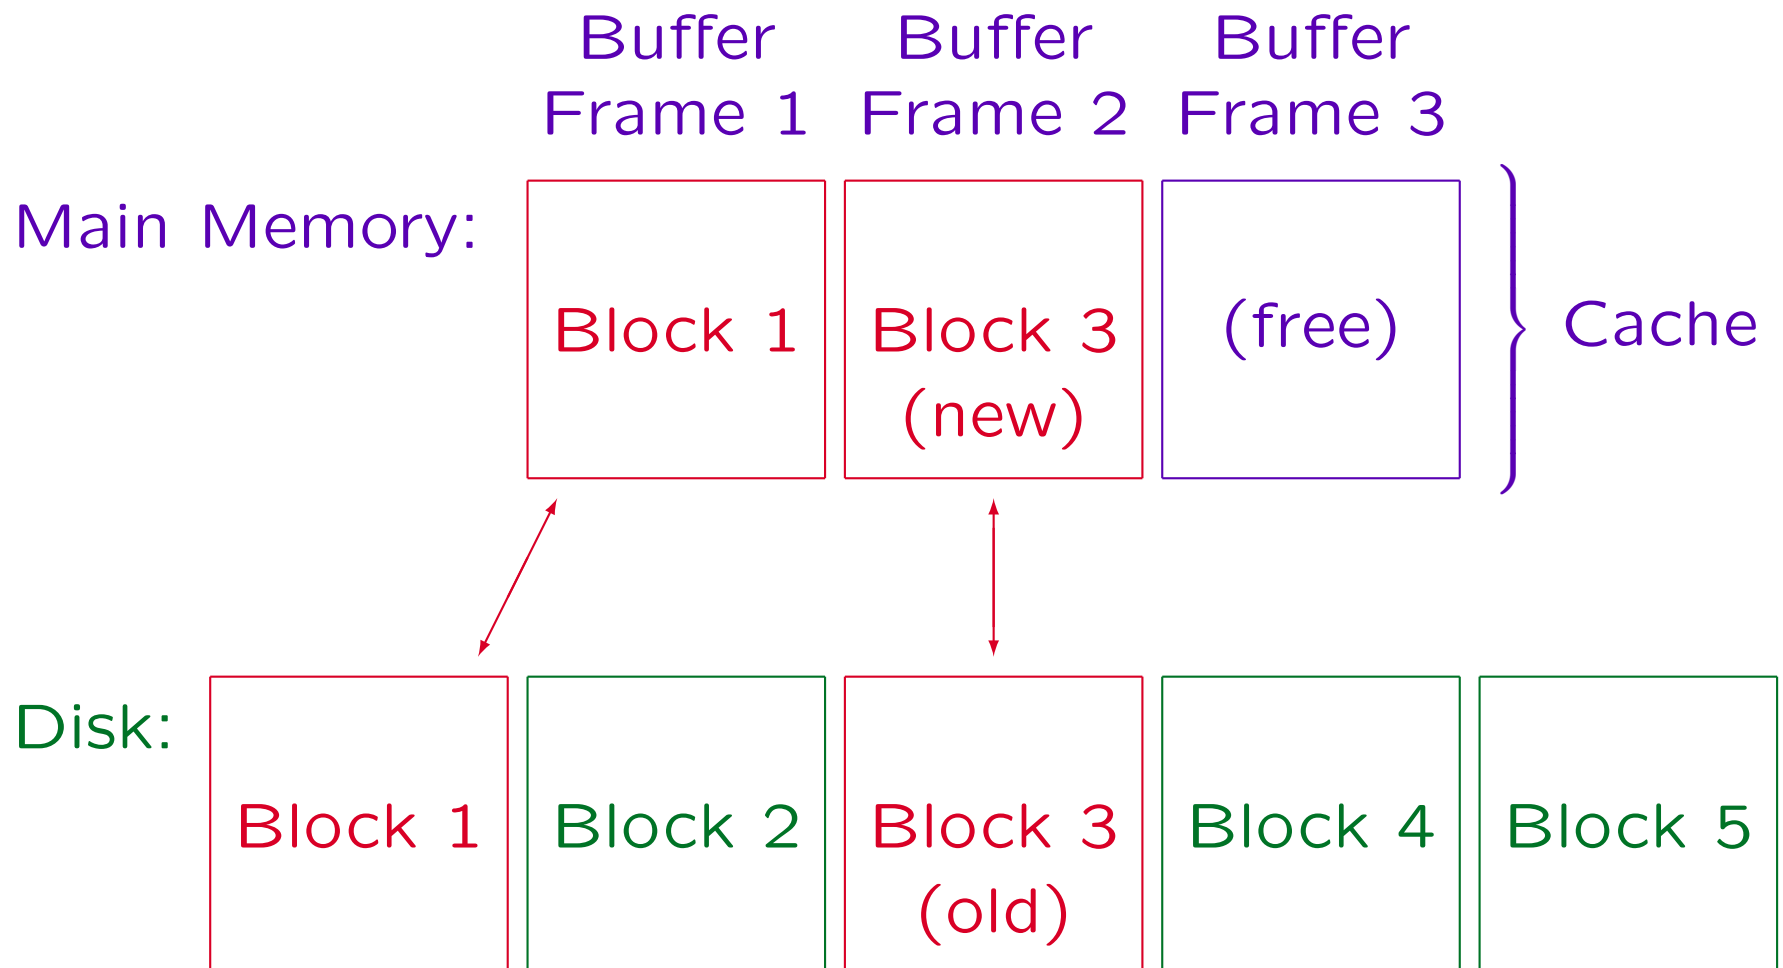 Buffer Buffer Buffer
Frame 1 Frame 2 Frame 3
Main Memory:
Block 1 Block 3 (free) Cache
(new)
Disk:
Block 1 Block 2 Block 3 Block 4 Block 5
(old)